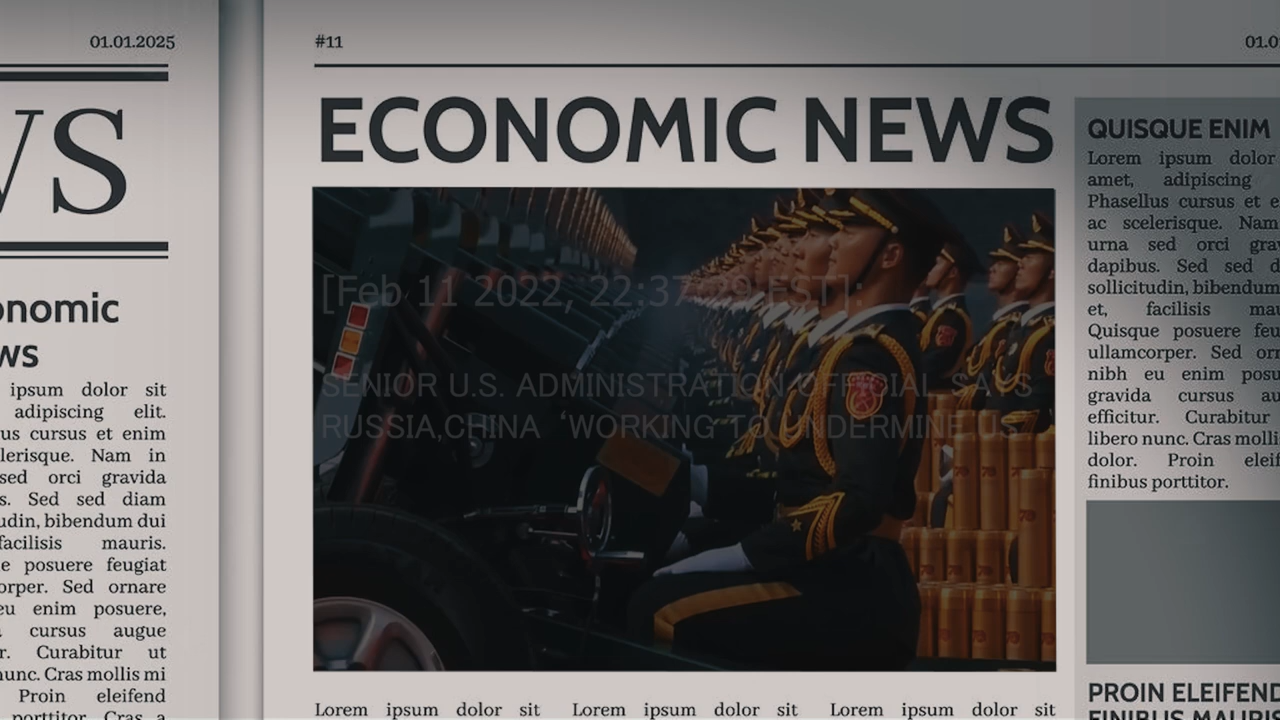 01.01.2025
WS
onomic
ws
ipsum dolor sit
adipiscing elit.
us cursus et enim
lerisque. Nam in
sed orci gravida
s. Sed sed diam
udin, bibendum dui
facilisis mauris.
e posuere feugiat
orper. Sed ornare
eu enim posuere,
cursus augue
r. Curabitur ut
nunc. Cras mollis mi
Proin eleifend
porttitor. Cras a
#11
01.0
ECONOMIC NEWS
[Feb 11 2022, 22:37:29 EST]:
SENIOR U.S. ADMINISTRATION OFFICIAL SAYS
RUSSIA,CHINA ‘WORKING TO UNDERMINE US’
Lorem ipsum dolor sit
Lorem ipsum dolor sit
Lorem ipsum dolor sit
QUISQUE ENIM
Lorem ipsum dolor
amet, adipiscing
Phasellus cursus et e
ac scelerisque. Nam
urna sed orci grav
dapibus. Sed sed d
sollicitudin, bibendum
et, facilisis mau
Quisque posuere feu
ullamcorper. Sed orn
nibh eu enim posu
gravida cursus au
efficitur. Curabitur
libero nunc. Cras molli
dolor. Proin eleif
finibus porttitor.
PROIN ELEIFEND
FINIBUS MAURIS